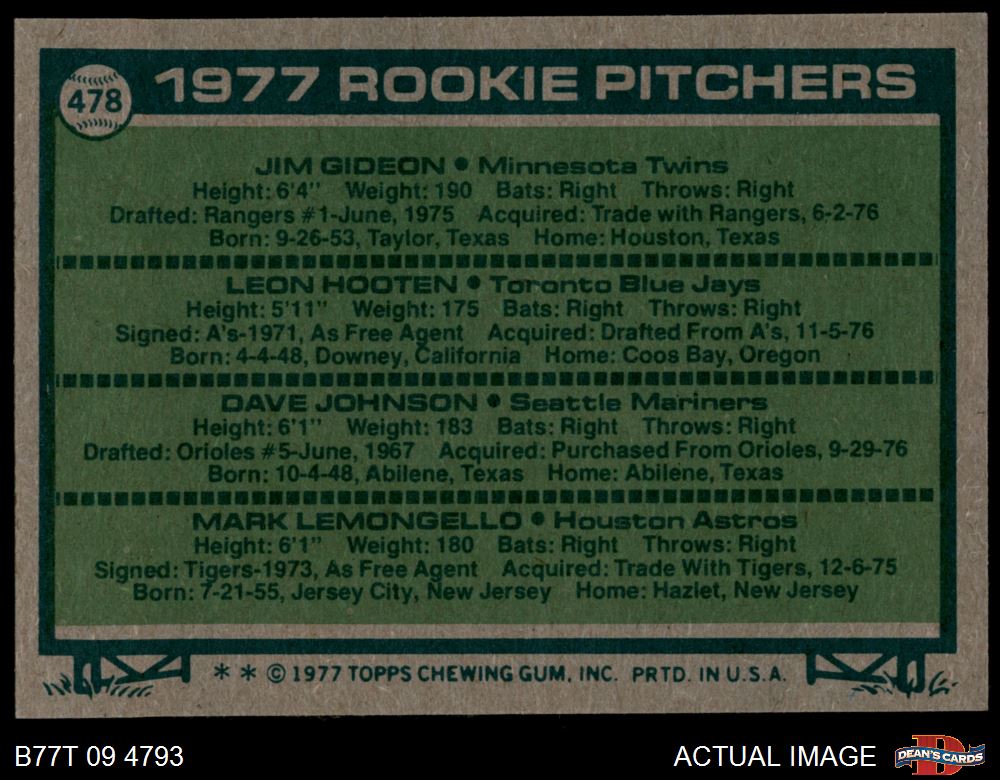 478
1977 ROOKIE PITCHERS
JIM GIDEON • Minnesota Twins
Height: 6'4" Weight: 190 Bats: Right Throws: Right
Drafted: Rangers #1-June, 1975 Acquired: Trade with Rangers, 6-2-76
Born: 9-26-53, Taylor, Texas Home: Houston, Texas
LEON HOOTEN • Toronto Blue Jays
Height: 5'11" Weight: 175 Bats: Right Throws: Right
Signed: A's-1971, As Free Agent Acquired: Drafted From A's, 11-5-76
Born: 4-4-48, Downey, California Home: Coos Bay, Oregon
DAVE JOHNSON • Seattle Mariners
Height: 6'1" Weight: 183 Bats: Right Throws: Right
Drafted: Orioles #5-June, 1967 Acquired: Purchased From Orioles, 9-29-76
Born: 10-4-48, Abilene, Texas Home: Abilene, Texas
MARK LEMONGELLO • Houston Astros
Height: 6'1" Weight: 180 Bats: Right Throws: Right
Signed: Tigers-1973, As Free Agent Acquired: Trade With Tigers, 12-6-75
Born: 7-21-55, Jersey City, New Jersey Home: Hazlet, New Jersey
* * © 1977 TOPPS CHEWING GUM, INC. PRTD. IN U.S.A.
B77T 09 4793 ACTUAL IMAGE
D
DEAN'S CARDS